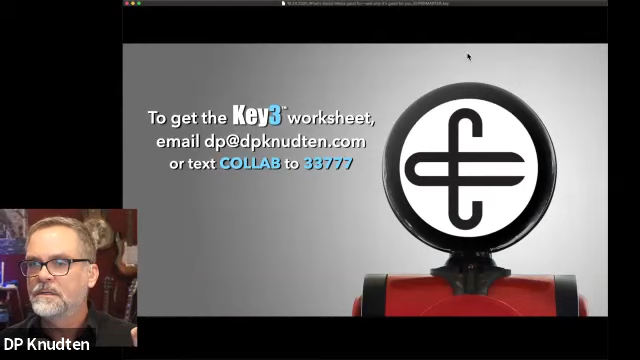 To get the Key3™ worksheet,
email dp@dpknudten.com
or text COLLAB to 33777
DP Knudten